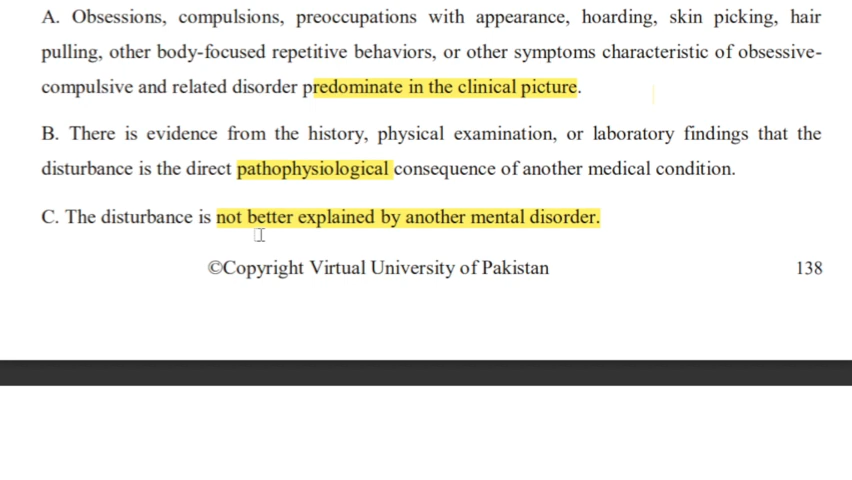 A. Obsessions, compulsions, preoccupations with appearance, hoarding, skin picking, hair
pulling, other body-focused repetitive behaviors, or other symptoms characteristic of obsessive-
compulsive and related disorder predominate in the clinical picture.
B. There is evidence from the history, physical examination, or laboratory findings that the
disturbance is the direct pathophysiological consequence of another medical condition.
C. The disturbance is not better explained by another mental disorder.
©Copyright Virtual University of Pakistan 138